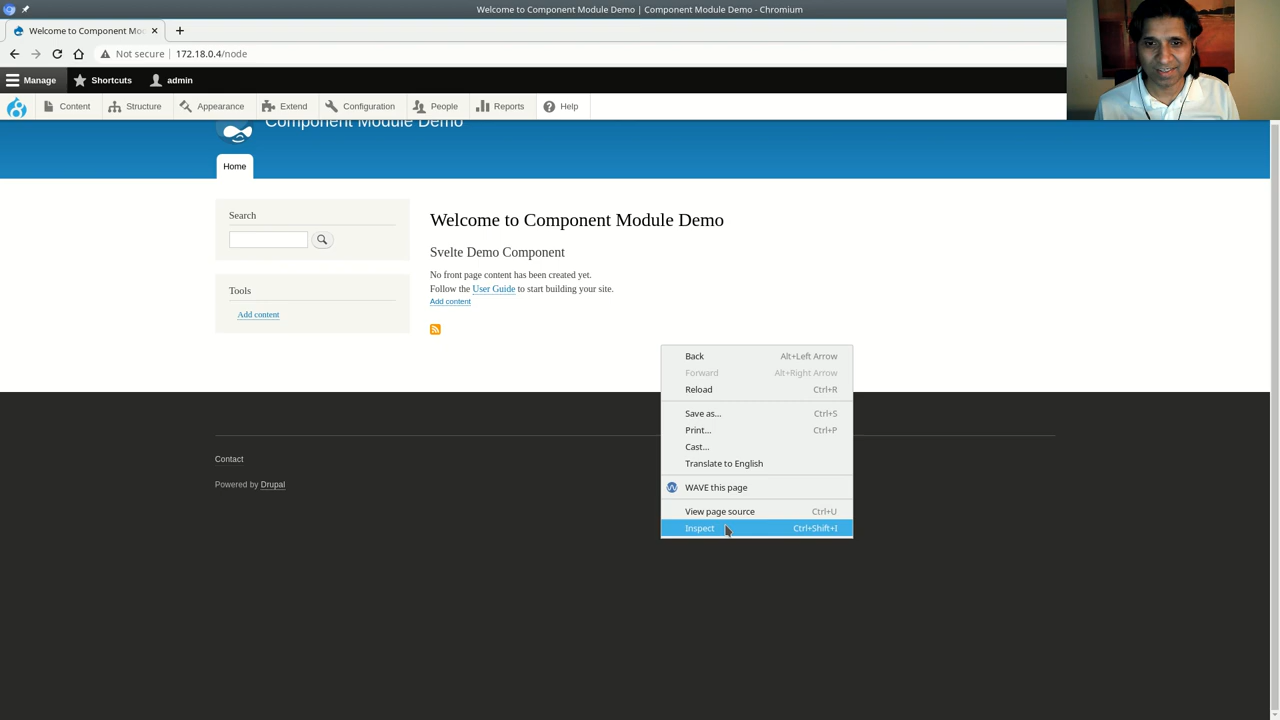 Welcome to Component Module Demo | Component Module Demo - Chromium
Welcome to Component Mo
Not secure | 172.18.0.4/node
Manage Shortcuts admin
Content Structure Appearance Extend Configuration People Reports Help
Component Module Demo
Home
Search
Welcome to Component Module Demo
Svelte Demo Component
No front page content has been created yet.
Follow the User Guide to start building your site.
Add content
Tools
Add content
Back Alt+Left Arrow
Forward Alt+Right Arrow
Reload Ctrl+R
Save as... Ctrl+S
Print... Ctrl+P
Cast...
Translate to English
WAVE this page
View page source Ctrl+U
Inspect Ctrl+Shift+I
Contact
Powered by Drupal